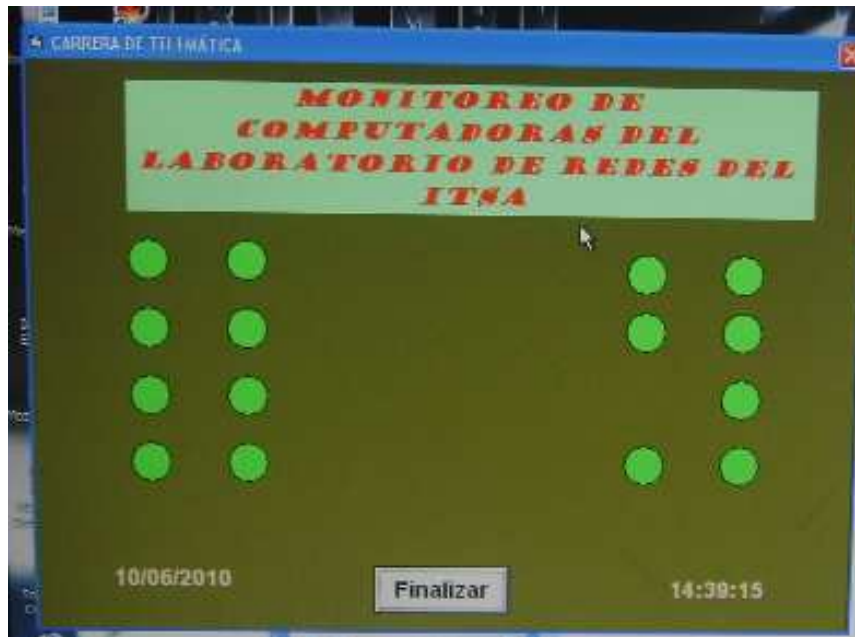 CARRERA DE TELEMÁTICA
MONITOREO DE
COMPUTADORAS DEL
LABORATORIO DE REDES DEL
ITSA
10/06/2010
Finalizar
14:39:15